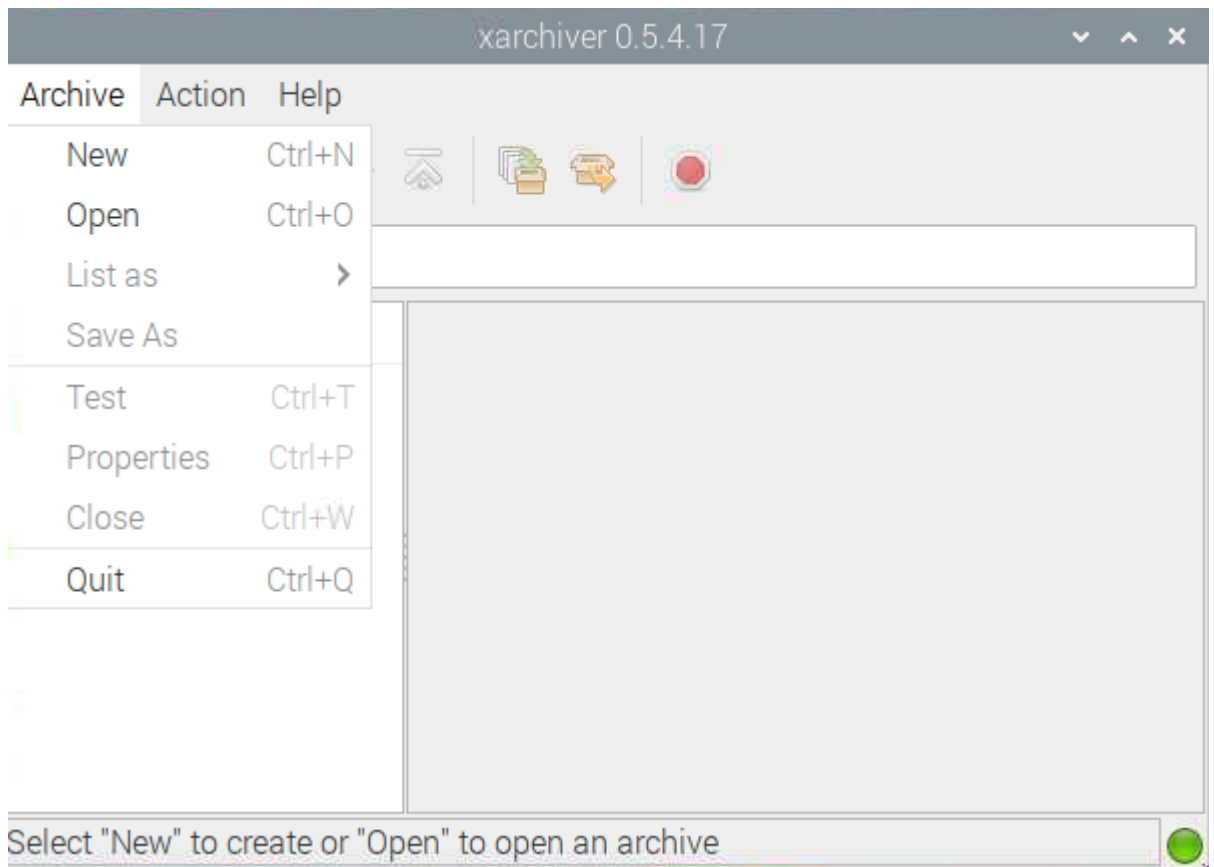 xarchiver 0.5.4.17
Archive Action Help
New Ctrl+N
Open Ctrl+O
List as
Save As
Test Ctrl+T
Properties Ctrl+P
Close Ctrl+W
Quit Ctrl+Q
Select "New" to create or "Open" to open an archive